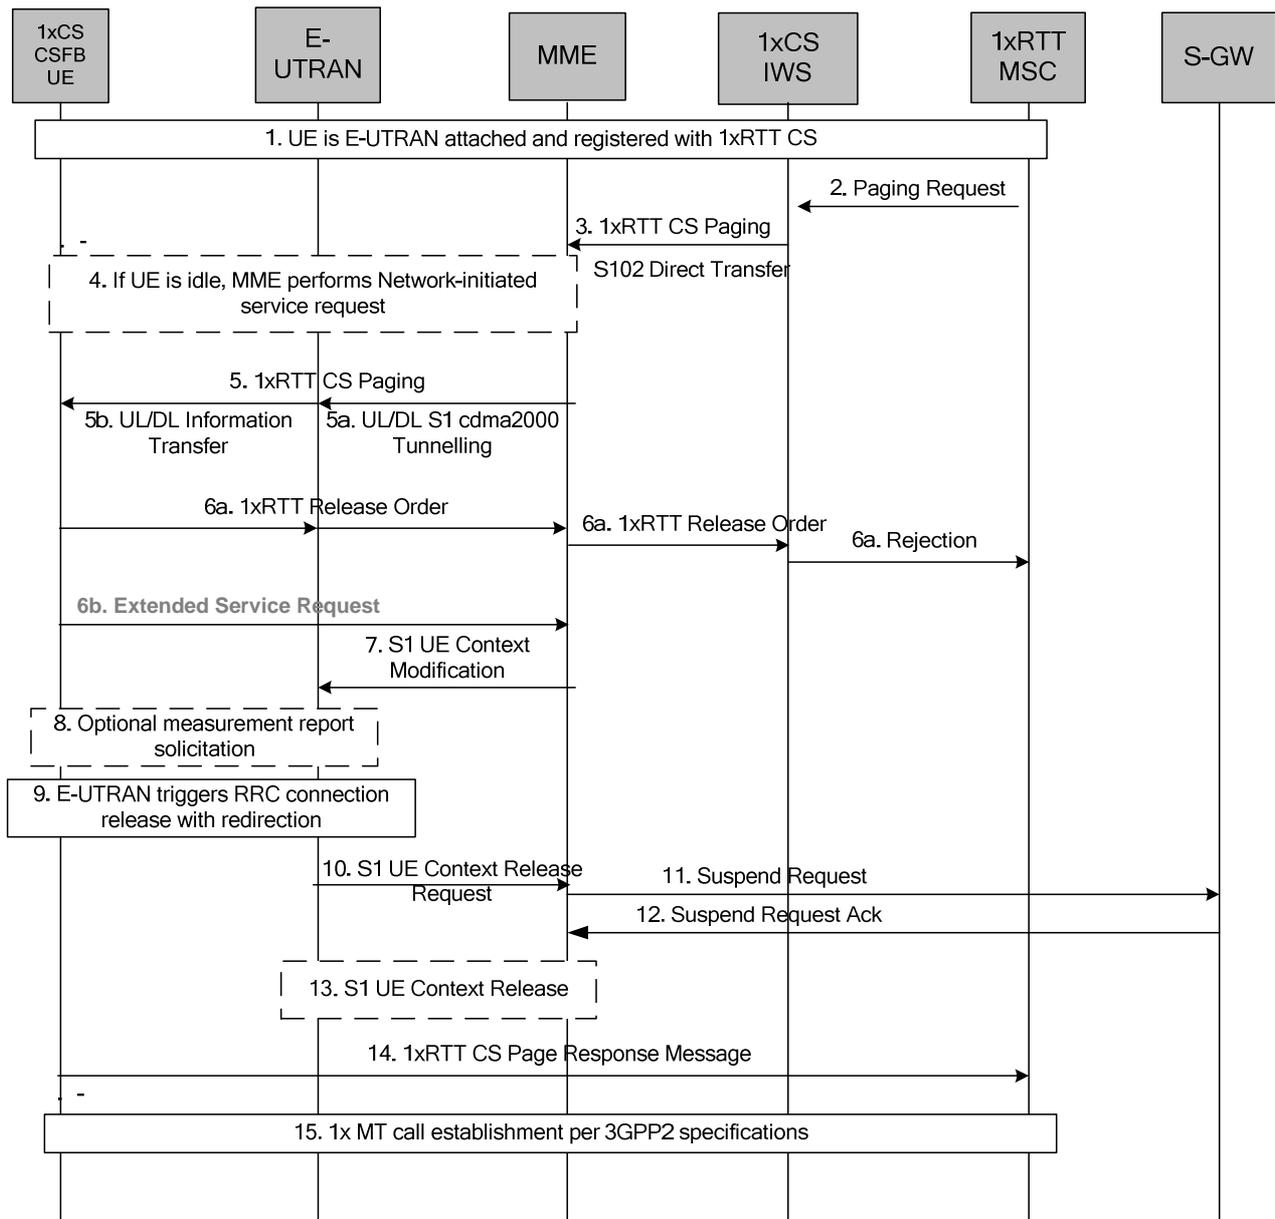 1xCS
CSFB
UE
E-
UTRAN
MME
1xCS
IWS
1xRTT
MSC
S-GW
1. UE is E-UTRAN attached and registered with 1xRTT CS
2. Paging Request
3. 1xRTT CS Paging
S102 Direct Transfer
4. If UE is idle, MME performs Network-initiated
service request
5. 1xRTT CS Paging
5b. UL/DL Information
Transfer
5a. UL/DL S1 cdma2000
Tunnelling
6a. 1xRTT Release Order
6a. 1xRTT Release Order
6a. Rejection
6b. Extended Service Request
7. S1 UE Context
Modification
8. Optional measurement report
solicitation
9. E-UTRAN triggers RRC connection
release with redirection
10. S1 UE Context Release
Request
11. Suspend Request
12. Suspend Request Ack
13. S1 UE Context Release
14. 1xRTT CS Page Response Message
15. 1x MT call establishment per 3GPP2 specifications